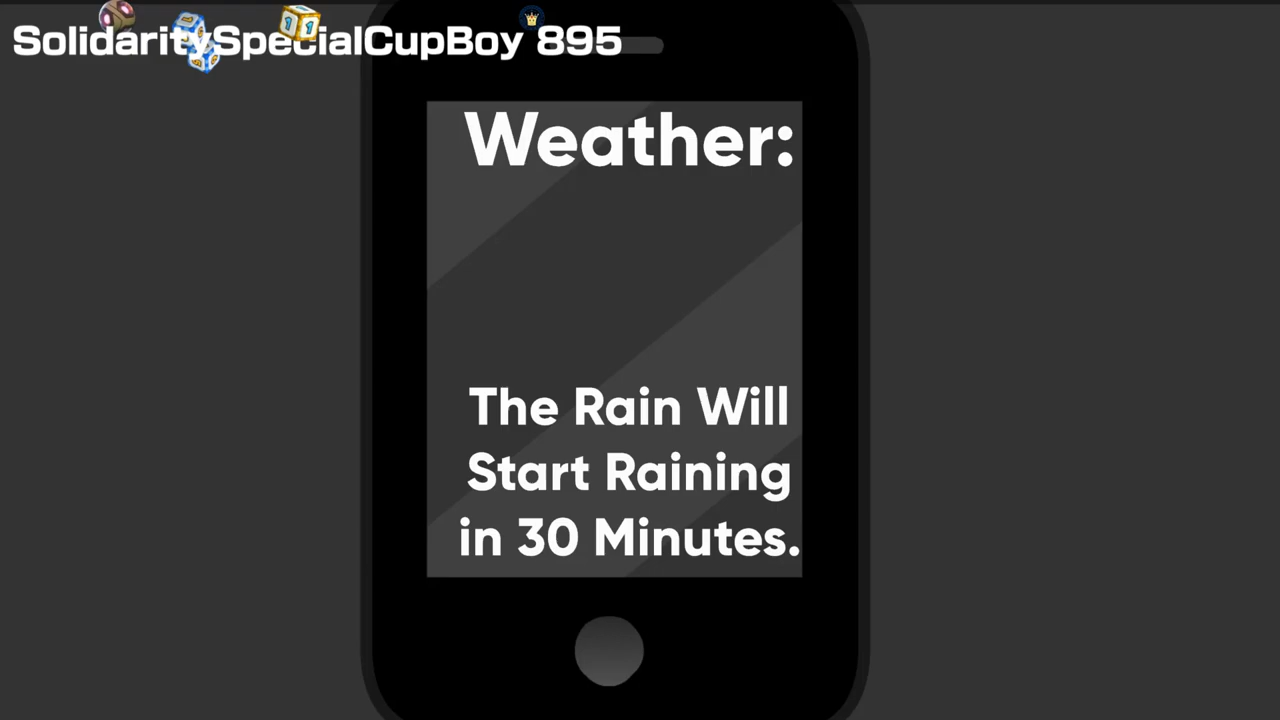 SolidaritySpecialCupBoy 895
Weather:
The Rain Will
Start Raining
in 30 Minutes.